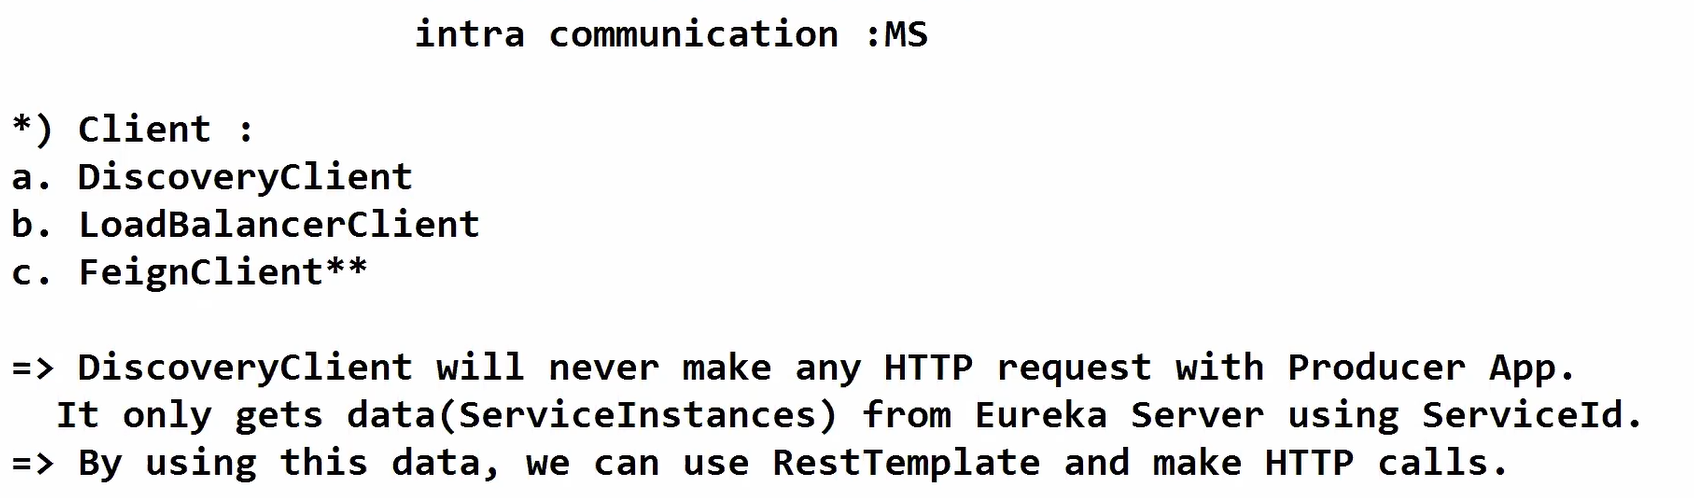 intra communication :MS
*) Client :
a. DiscoveryClient
b. LoadBalancerClient
c. FeignClient**
=> DiscoveryClient will never make any HTTP request with Producer App.
It only gets data(ServiceInstances) from Eureka Server using ServiceId.
=> By using this data, we can use RestTemplate and make HTTP calls.